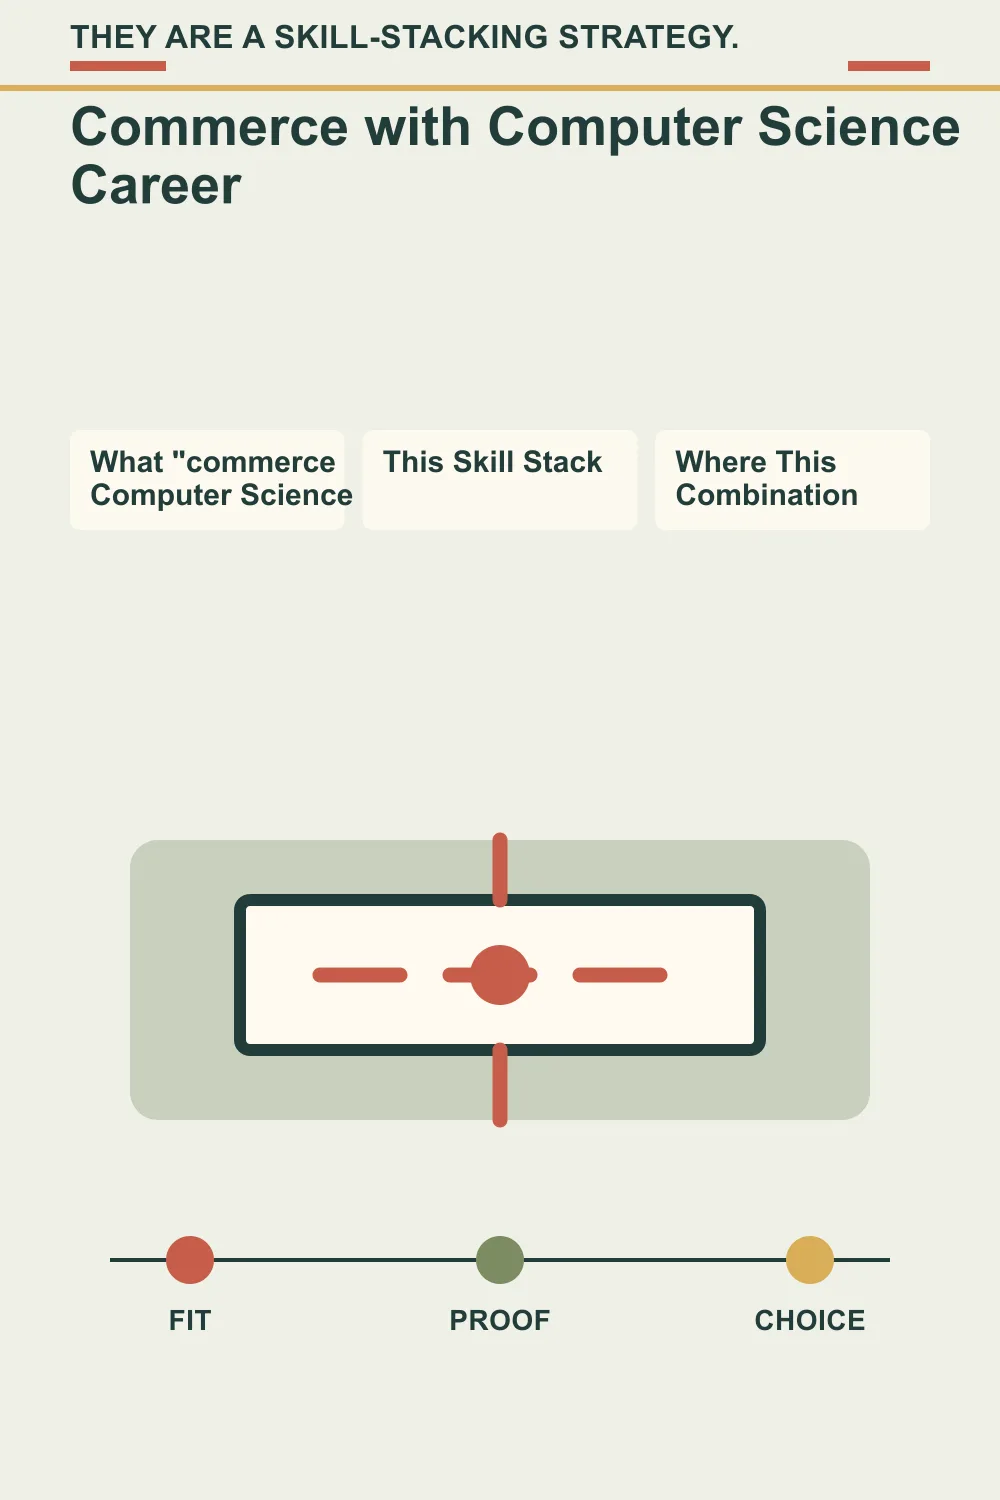 THEY ARE A SKILL-STACKING STRATEGY.
Commerce with Computer Science
Career
What "commerce
Computer Science
This Skill Stack
Where This
Combination
FIT
PROOF
CHOICE